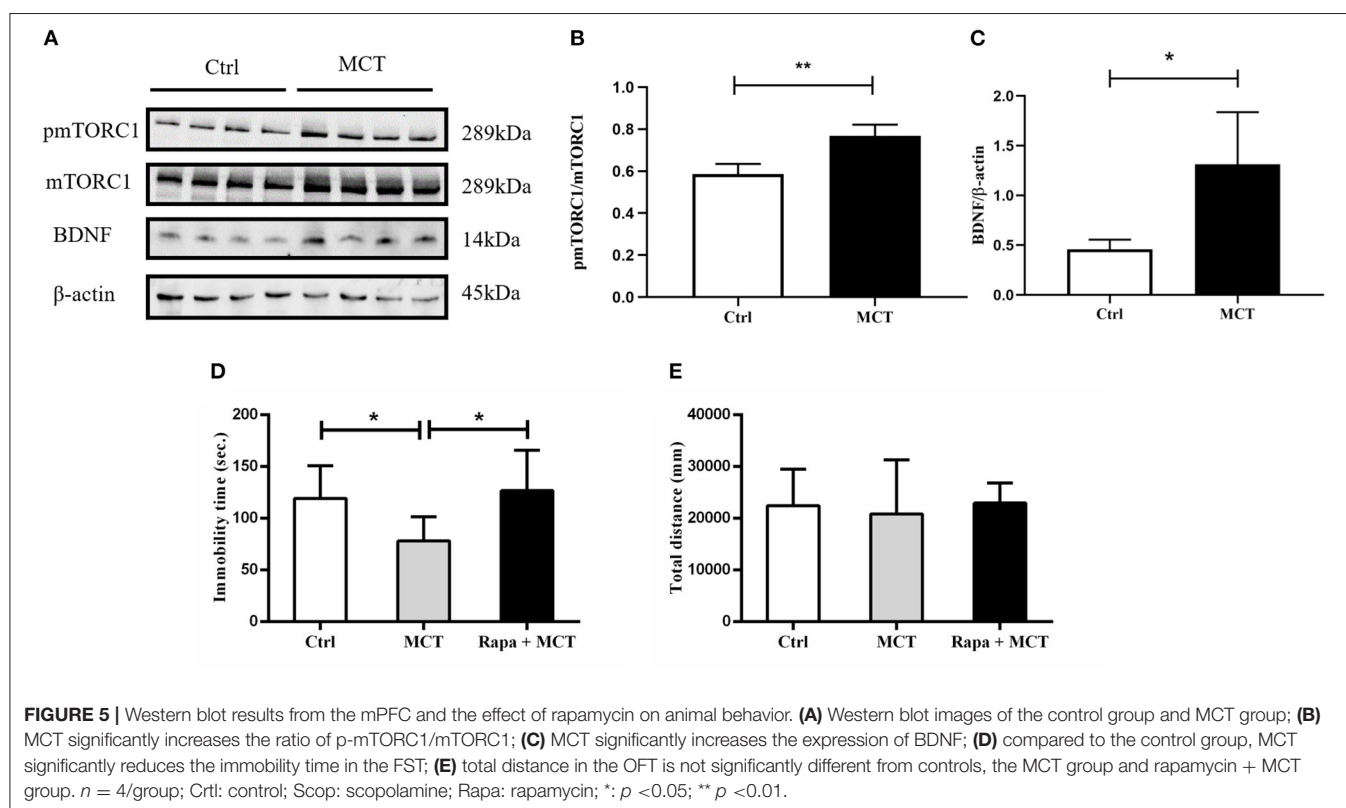 A
Ctrl MCT
pmTORC1 289kDa
mTORC1 289kDa
BDNF 14kDa
β-actin 45kDa
B
**
pmTORC1/mTORC1
1.0
0.8
0.6
0.4
0.2
0.0
Ctrl MCT
C
*
BDNF/β-actin
2.0
1.5
1.0
0.5
0.0
Ctrl MCT
D
* *
Immobility time (sec.)
200
150
100
50
0
Ctrl MCT Rapa + MCT
E
Total distance (mm)
40000
30000
20000
10000
0
Ctrl MCT Rapa + MCT
FIGURE 5 | Western blot results from the mPFC and the effect of rapamycin on animal behavior. (A) Western blot images of the control group and MCT group; (B)
MCT significantly increases the ratio of p-mTORC1/mTORC1; (C) MCT significantly increases the expression of BDNF; (D) compared to the control group, MCT
significantly reduces the immobility time in the FST; (E) total distance in the OFT is not significantly different from controls, the MCT group and rapamycin + MCT
group. n = 4/group; Crtl: control; Scop: scopolamine; Rapa: rapamycin; *: p <0.05; ** p <0.01.